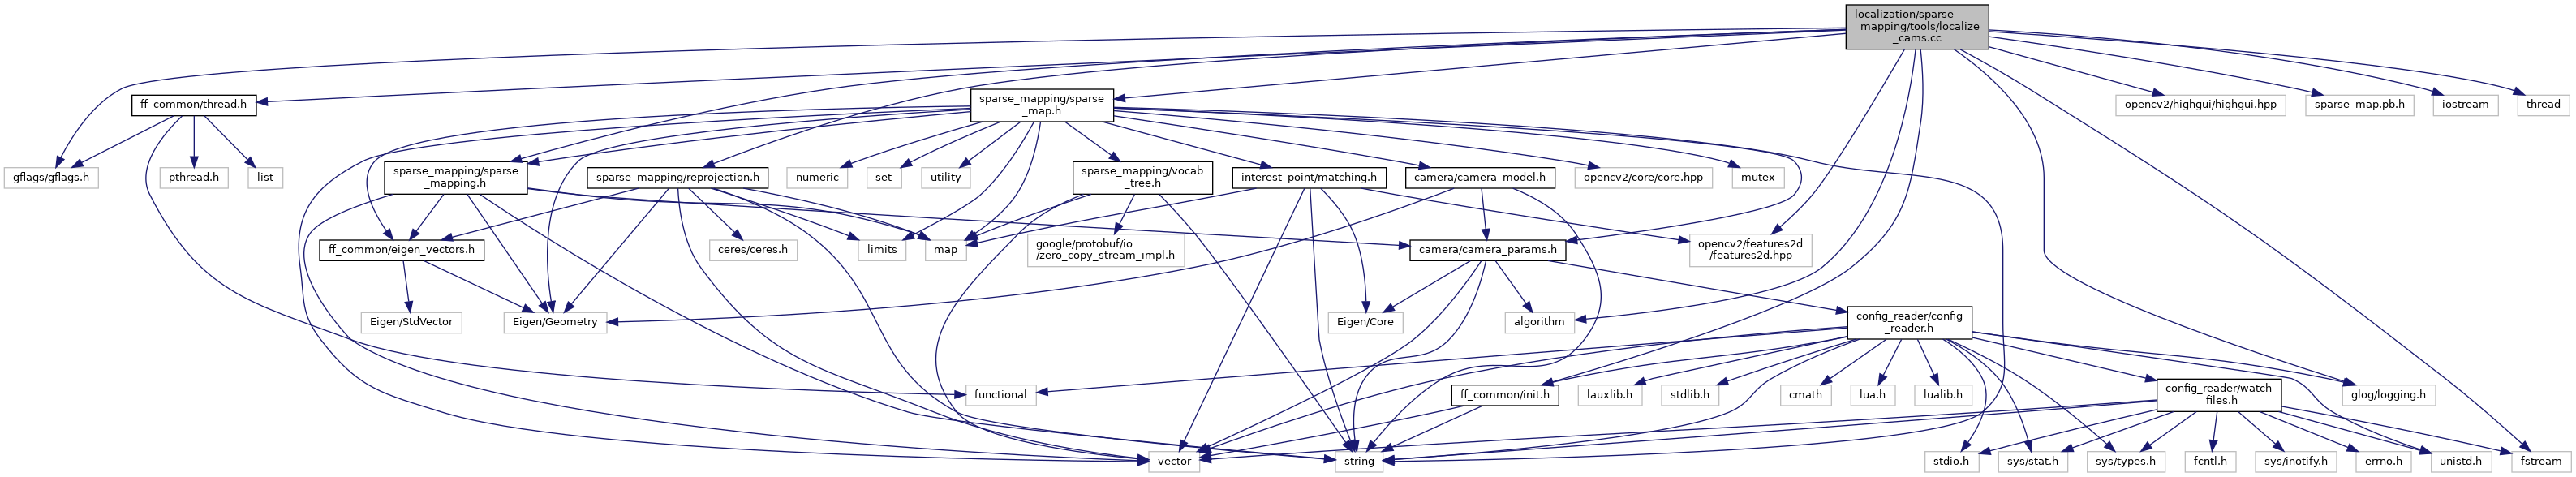 localization/sparse
_mapping/tools/localize
_cams.cc
ff_common/thread.h
sparse_mapping/sparse
_map.h
opencv2/highgui/highgui.hpp
sparse_map.pb.h
iostream
thread
gflags/gflags.h
pthread.h
list
sparse_mapping/sparse
_mapping.h
sparse_mapping/reprojection.h
numeric
set
utility
sparse_mapping/vocab
_tree.h
interest_point/matching.h
camera/camera_model.h
opencv2/core/core.hpp
mutex
ff_common/eigen_vectors.h
ceres/ceres.h
limits
map
google/protobuf/io
/zero_copy_stream_impl.h
camera/camera_params.h
opencv2/features2d
/features2d.hpp
Eigen/StdVector
Eigen/Geometry
Eigen/Core
algorithm
config_reader/config
_reader.h
functional
ff_common/init.h
lauxlib.h
stdlib.h
cmath
lua.h
lualib.h
config_reader/watch
_files.h
glog/logging.h
vector
string
stdio.h
sys/stat.h
sys/types.h
fcntl.h
sys/inotify.h
errno.h
unistd.h
fstream